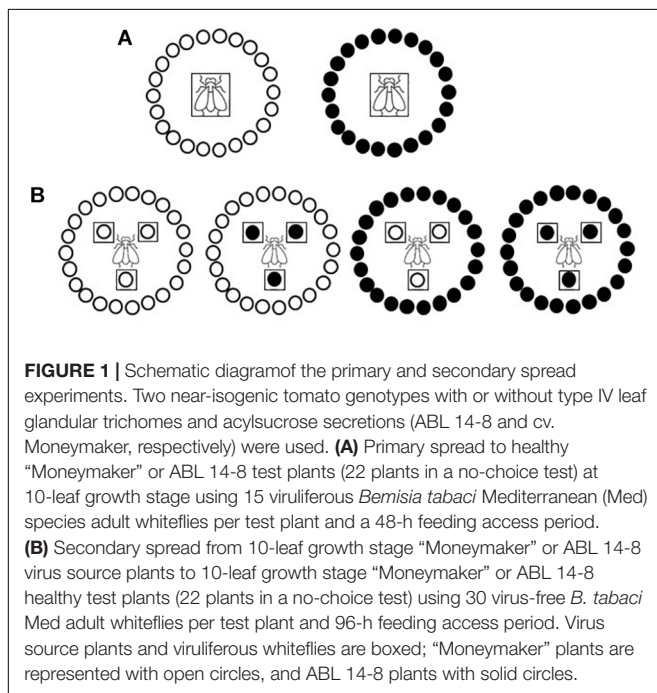 A
B
FIGURE 1 | Schematic diagramof the primary and secondary spread
experiments. Two near-isogenic tomato genotypes with or without type IV leaf
glandular trichomes and acylsucrose secretions (ABL 14-8 and cv.
Moneymaker, respectively) were used. (A) Primary spread to healthy
“Moneymaker” or ABL 14-8 test plants (22 plants in a no-choice test) at
10-leaf growth stage using 15 viruliferous Bemisia tabaci Mediterranean (Med)
species adult whiteflies per test plant and a 48-h feeding access period.
(B) Secondary spread from 10-leaf growth stage “Moneymaker” or ABL 14-8
virus source plants to 10-leaf growth stage “Moneymaker” or ABL 14-8
healthy test plants (22 plants in a no-choice test) using 30 virus-free B. tabaci
Med adult whiteflies per test plant and 96-h feeding access period. Virus
source plants and viruliferous whiteflies are boxed; “Moneymaker” plants are
represented with open circles, and ABL 14-8 plants with solid circles.